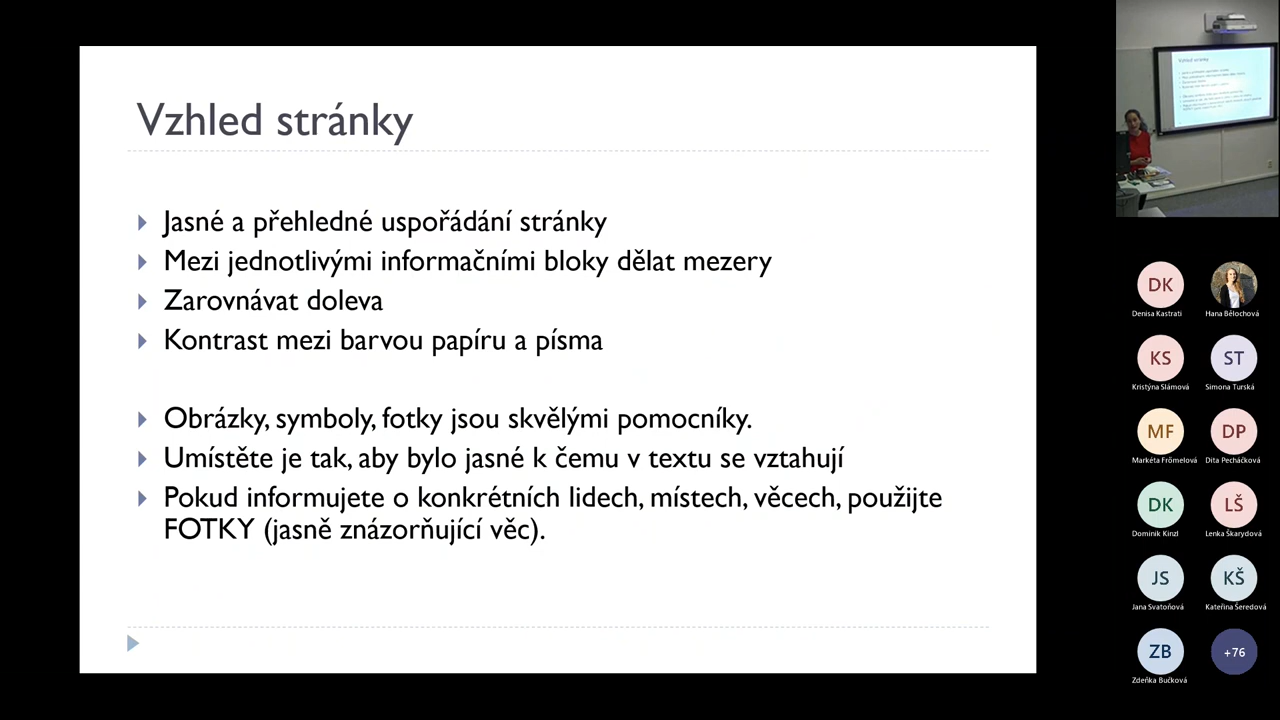 Vzhled stránky
Jasné a přehledné uspořádání stránky
Mezi jednotlivými informačními bloky dělat mezery
Zarovnávat doleva
Kontrast mezi barvou papíru a písma
Obrázky, symboly, fotky jsou skvělými pomocníky.
Umístěte je tak, aby bylo jasné k čemu v textu se vztahují
Pokud informujete o konkrétních lidech, místech, věcech, použijte
FOTKY (jasně znázorňující věc).
Vzhled stránky
DK
Denisa Kastrati
Hana Bělochová
KS
Kristýna Slámová
ST
Simona Turská
MF
Markéta Frömelová
DP
Dita Pecháčková
DK
Dominik Kinzl
LŠ
Lenka Škarydová
JS
Jana Svatoňová
KŠ
Kateřina Šeredová
ZB
Zdeňka Bučková
+76